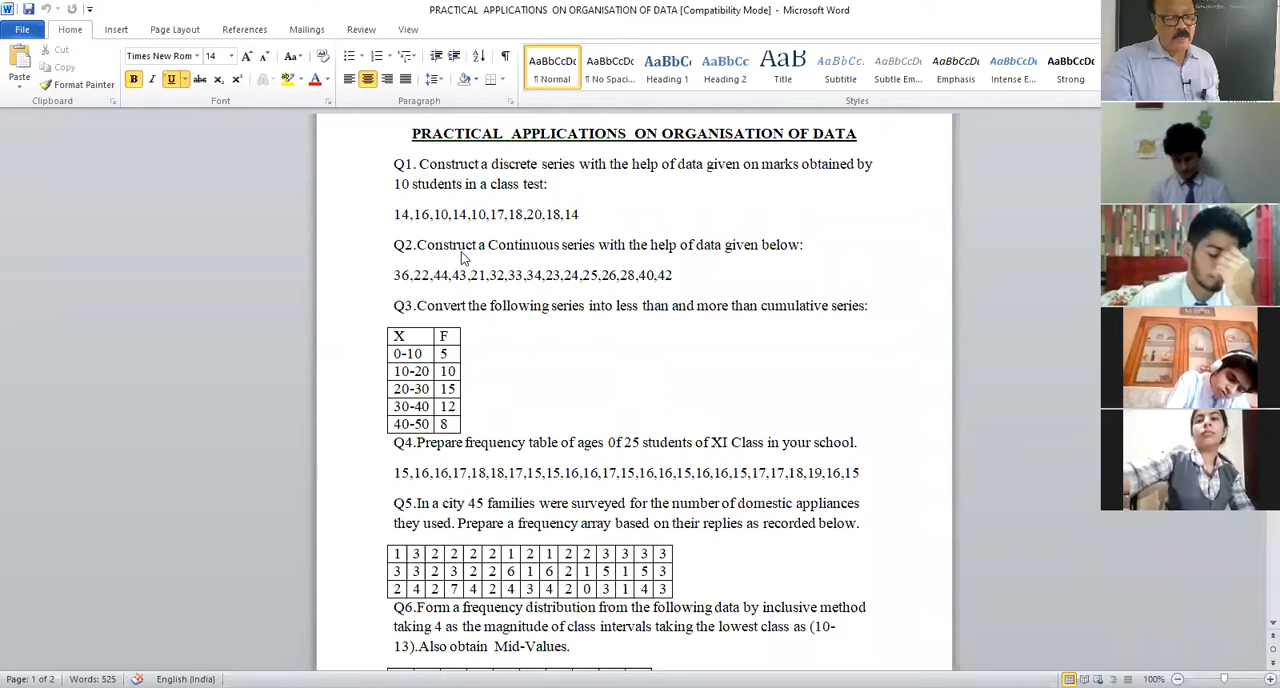 PRACTICAL APPLICATIONS ON ORGANISATION OF DATA [Compatibility Mode] - Microsoft Word
File Home Insert Page Layout References Mailings Review View
Cut
Copy
Format Painter
Paste
Clipboard
Times New Rom 14
B I U abc x₂ x²
Font
Paragraph
AaBbCcDc AaBbCcDc AaBbCc AaBbCc AaB AaBbCc. AaBbCcDc AaBbCcDc AaBbCcDc AaBbCcDc
¶ Normal ¶ No Spaci... Heading 1 Heading 2 Title Subtitle Subtle Em... Emphasis Intense E... Strong
Styles
PRACTICAL APPLICATIONS ON ORGANISATION OF DATA
Q1. Construct a discrete series with the help of data given on marks obtained by
10 students in a class test:
14,16,10,14,10,17,18,20,18,14
Q2.Construct a Continuous series with the help of data given below:
36,22,44,43,21,32,33,34,23,24,25,26,28,40,42
Q3.Convert the following series into less than and more than cumulative series:
X F
0-10 5
10-20 10
20-30 15
30-40 12
40-50 8
Q4.Prepare frequency table of ages 0f 25 students of XI Class in your school.
15,16,16,17,18,18,17,15,15,16,16,17,15,16,16,15,16,16,15,17,17,18,19,16,15
Q5.In a city 45 families were surveyed for the number of domestic appliances
they used. Prepare a frequency array based on their replies as recorded below.
1 3 2 2 2 2 1 2 1 2 2 3 3 3 3
3 3 2 3 2 2 6 1 6 2 1 5 1 5 3
2 4 2 7 4 2 4 3 4 2 0 3 1 4 3
Q6.Form a frequency distribution from the following data by inclusive method
taking 4 as the magnitude of class intervals taking the lowest class as (10-
13).Also obtain Mid-Values.
Page: 1 of 2 Words: 525 English (India) 100%